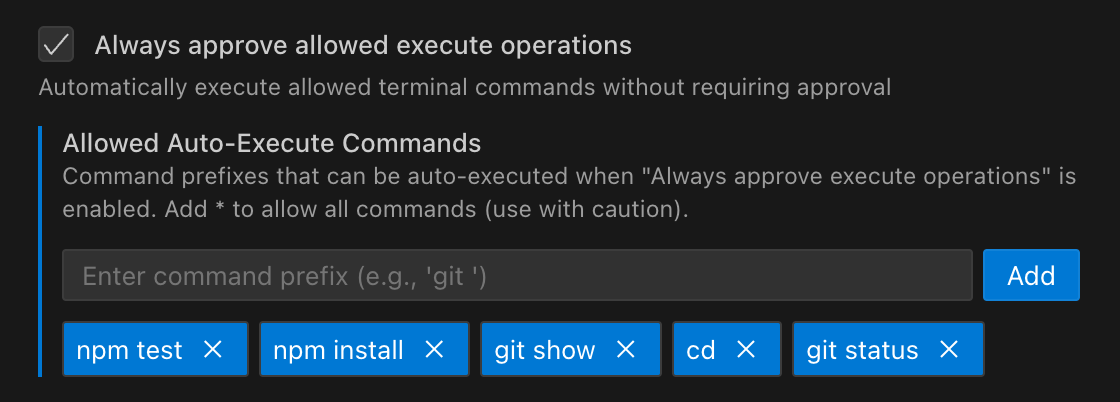 Always approve allowed execute operations
Automatically execute allowed terminal commands without requiring approval
Allowed Auto-Execute Commands
Command prefixes that can be auto-executed when "Always approve execute operations" is
enabled. Add * to allow all commands (use with caution).
Enter command prefix (e.g., 'git ') Add
npm test npm install git show cd git status